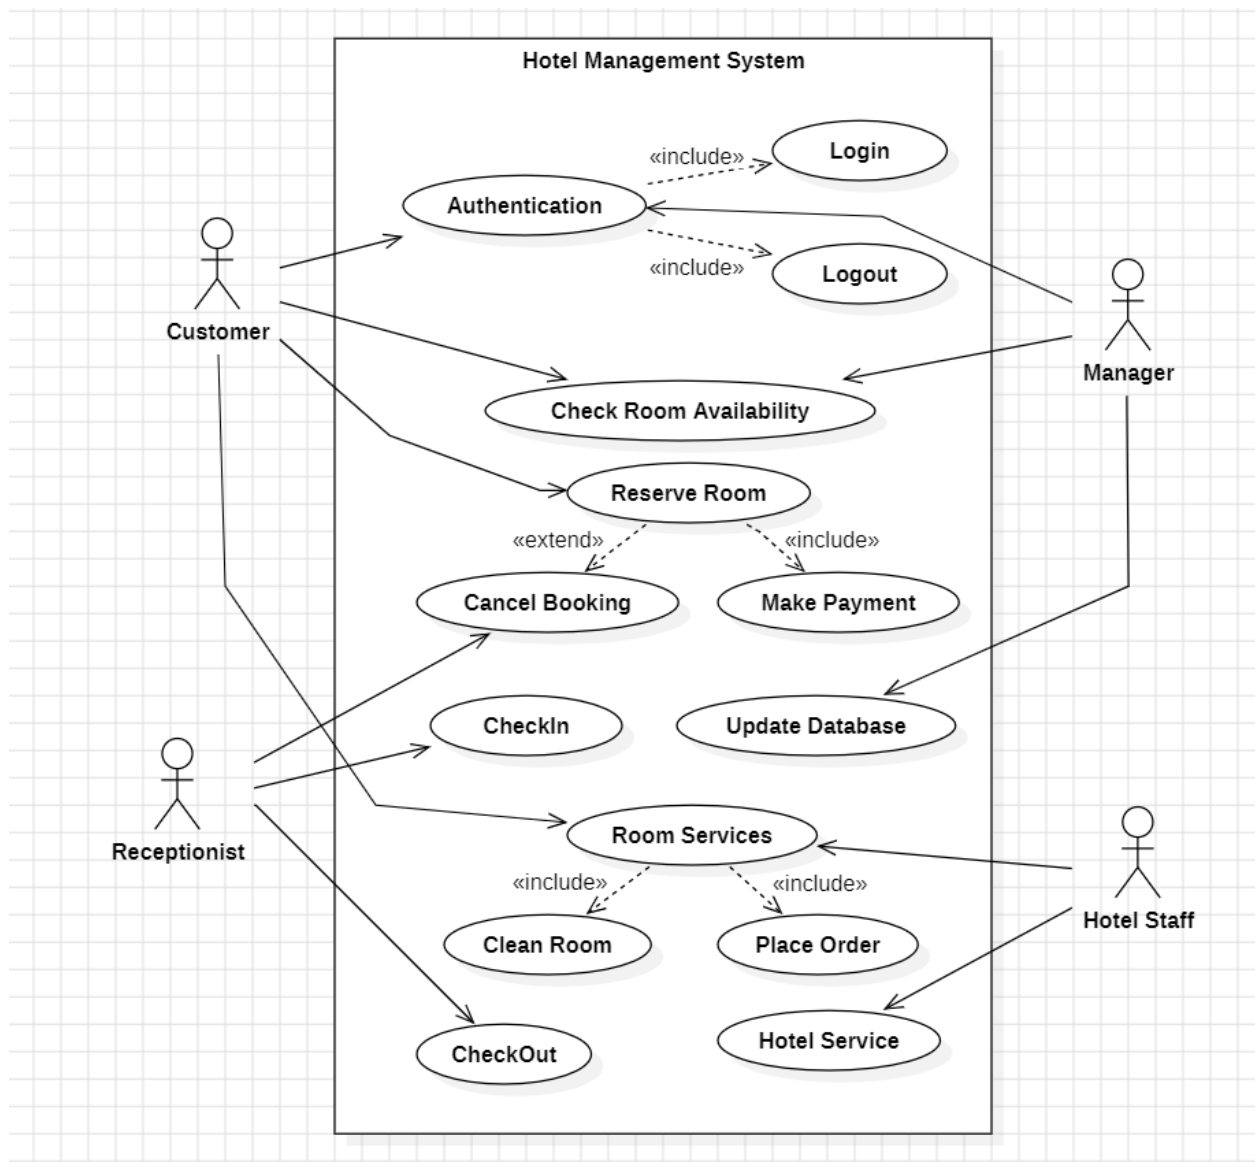 Hotel Management System
«include»
Login
Authentication
«include»
Logout
Customer
Manager
Check Room Availability
Reserve Room
«extend»
«include»
Cancel Booking
Make Payment
CheckIn
Update Database
Receptionist
Room Services
«include»
«include»
Hotel Staff
Clean Room
Place Order
Hotel Service
CheckOut